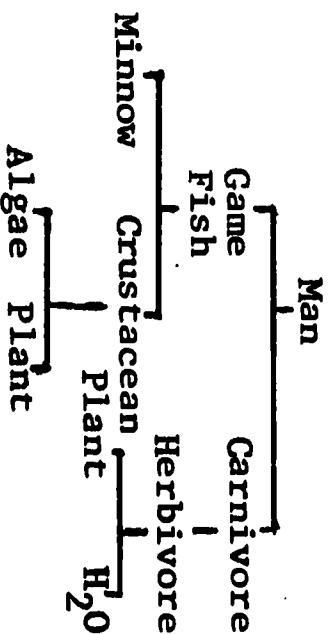 Man
Game Carnivore
Fish
Herbivore
Minnow Crustacean
Plant H₂O
Algae Plant